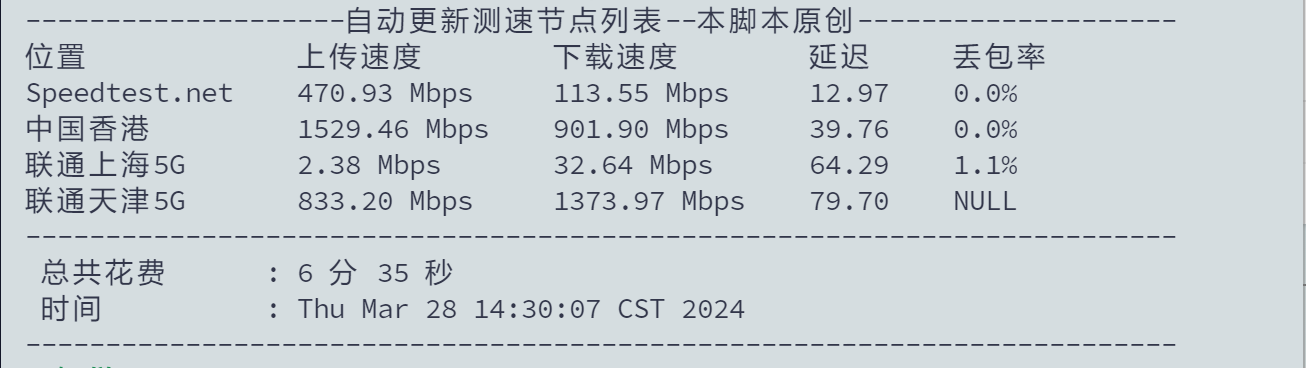 --------------------自动更新测速节点列表--本脚本原创--------------------
位置 上传速度 下载速度 延迟 丢包率
Speedtest.net 470.93 Mbps 113.55 Mbps 12.97 0.0%
中国香港 1529.46 Mbps 901.90 Mbps 39.76 0.0%
联通上海5G 2.38 Mbps 32.64 Mbps 64.29 1.1%
联通天津5G 833.20 Mbps 1373.97 Mbps 79.70 NULL
------------------------------------------------------------------------
总共花费 : 6 分 35 秒
时间 : Thu Mar 28 14:30:07 CST 2024
------------------------------------------------------------------------